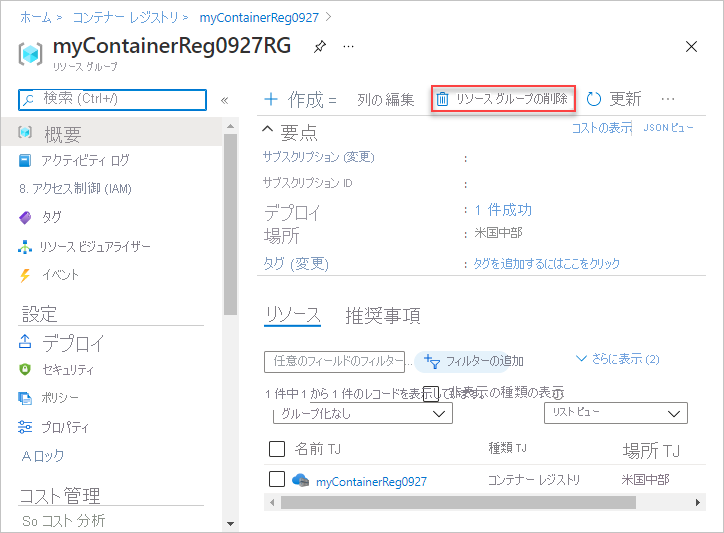 ホーム > コンテナー レジストリ > myContainerReg0927 >
myContainerReg0927RG
リソース グループ
検索 (Ctrl+/)
«
+ 作成 =
列の編集
リソース グループの削除
更新
概要
アクティビティ ログ
8. アクセス制御 (IAM)
タグ
リソース ビジュアライザー
イベント
設定
デプロイ
セキュリティ
ポリシー
プロパティ
Aロック
コスト管理
So コスト 分析
要点
コストの表示
JSON ビュー
サブスクリプション (変更) :
サブスクリプション ID :
デプロイ : 1 件成功
場所 : 米国中部
タグ (変更) : タグを追加するにはここをクリック
リソース 推奨事項
任意のフィールドのフィルター...
フィルターの追加
さらに表示 (2)
1 件中 1 から 1 件のレコードを表示しています。
非表示の種類の表示
グループ化なし
リスト ビュー
名前 TJ 種類 TJ 場所 TJ
myContainerReg0927 コンテナー レジストリ 米国中部